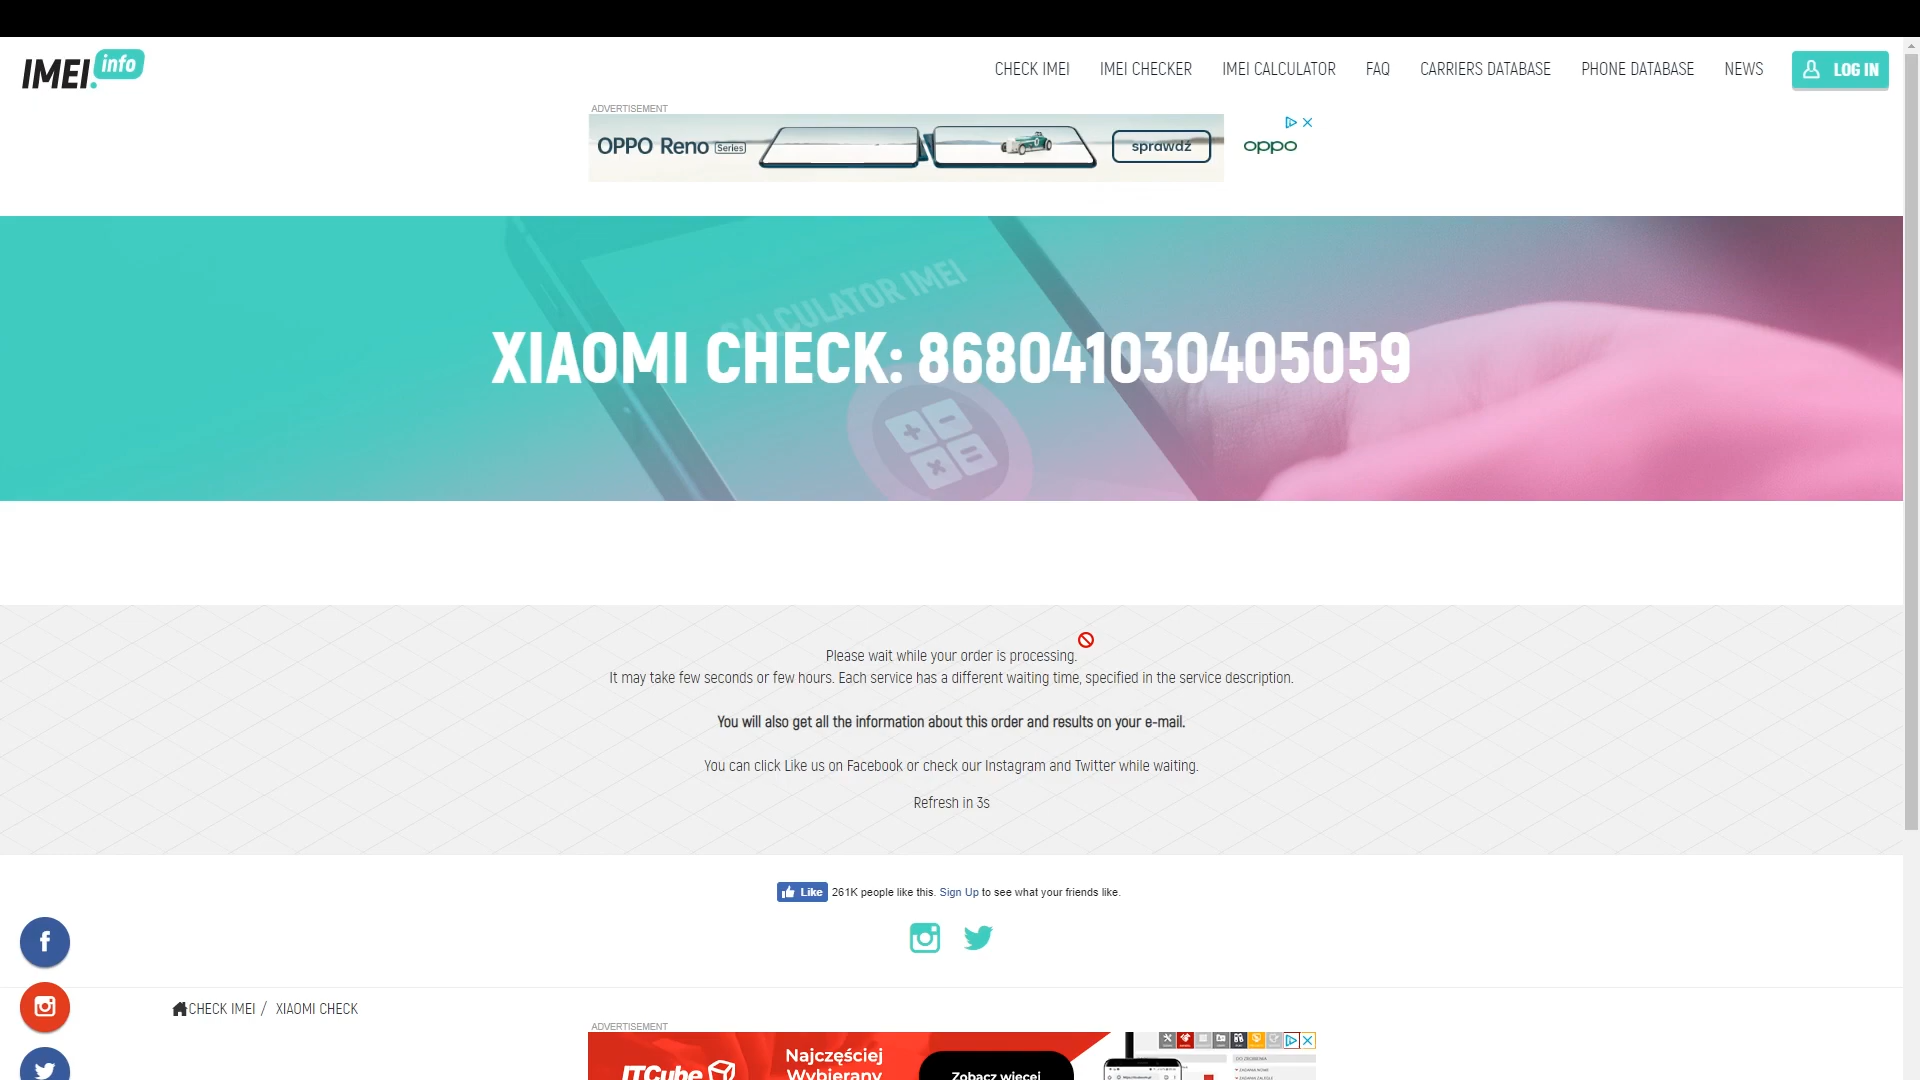 IMEI.info
CHECK IMEI
IMEI CHECKER
IMEI CALCULATOR
FAQ
CARRIERS DATABASE
PHONE DATABASE
NEWS
LOG IN
ADVERTISEMENT
OPPO Reno Series
sprawdź
oppo
CALCULATOR IMEI
XIAOMI CHECK: 868041030405059
Please wait while your order is processing.
It may take few seconds or few hours. Each service has a different waiting time, specified in the service description.
You will also get all the information about this order and results on your e-mail.
You can click Like us on Facebook or check our Instagram and Twitter while waiting.
Refresh in 3s
Like 261K people like this. Sign Up to see what your friends like.
CHECK IMEI / XIAOMI CHECK
ADVERTISEMENT
ITCube
Najczęściej
Wybierany
Zobacz więcej